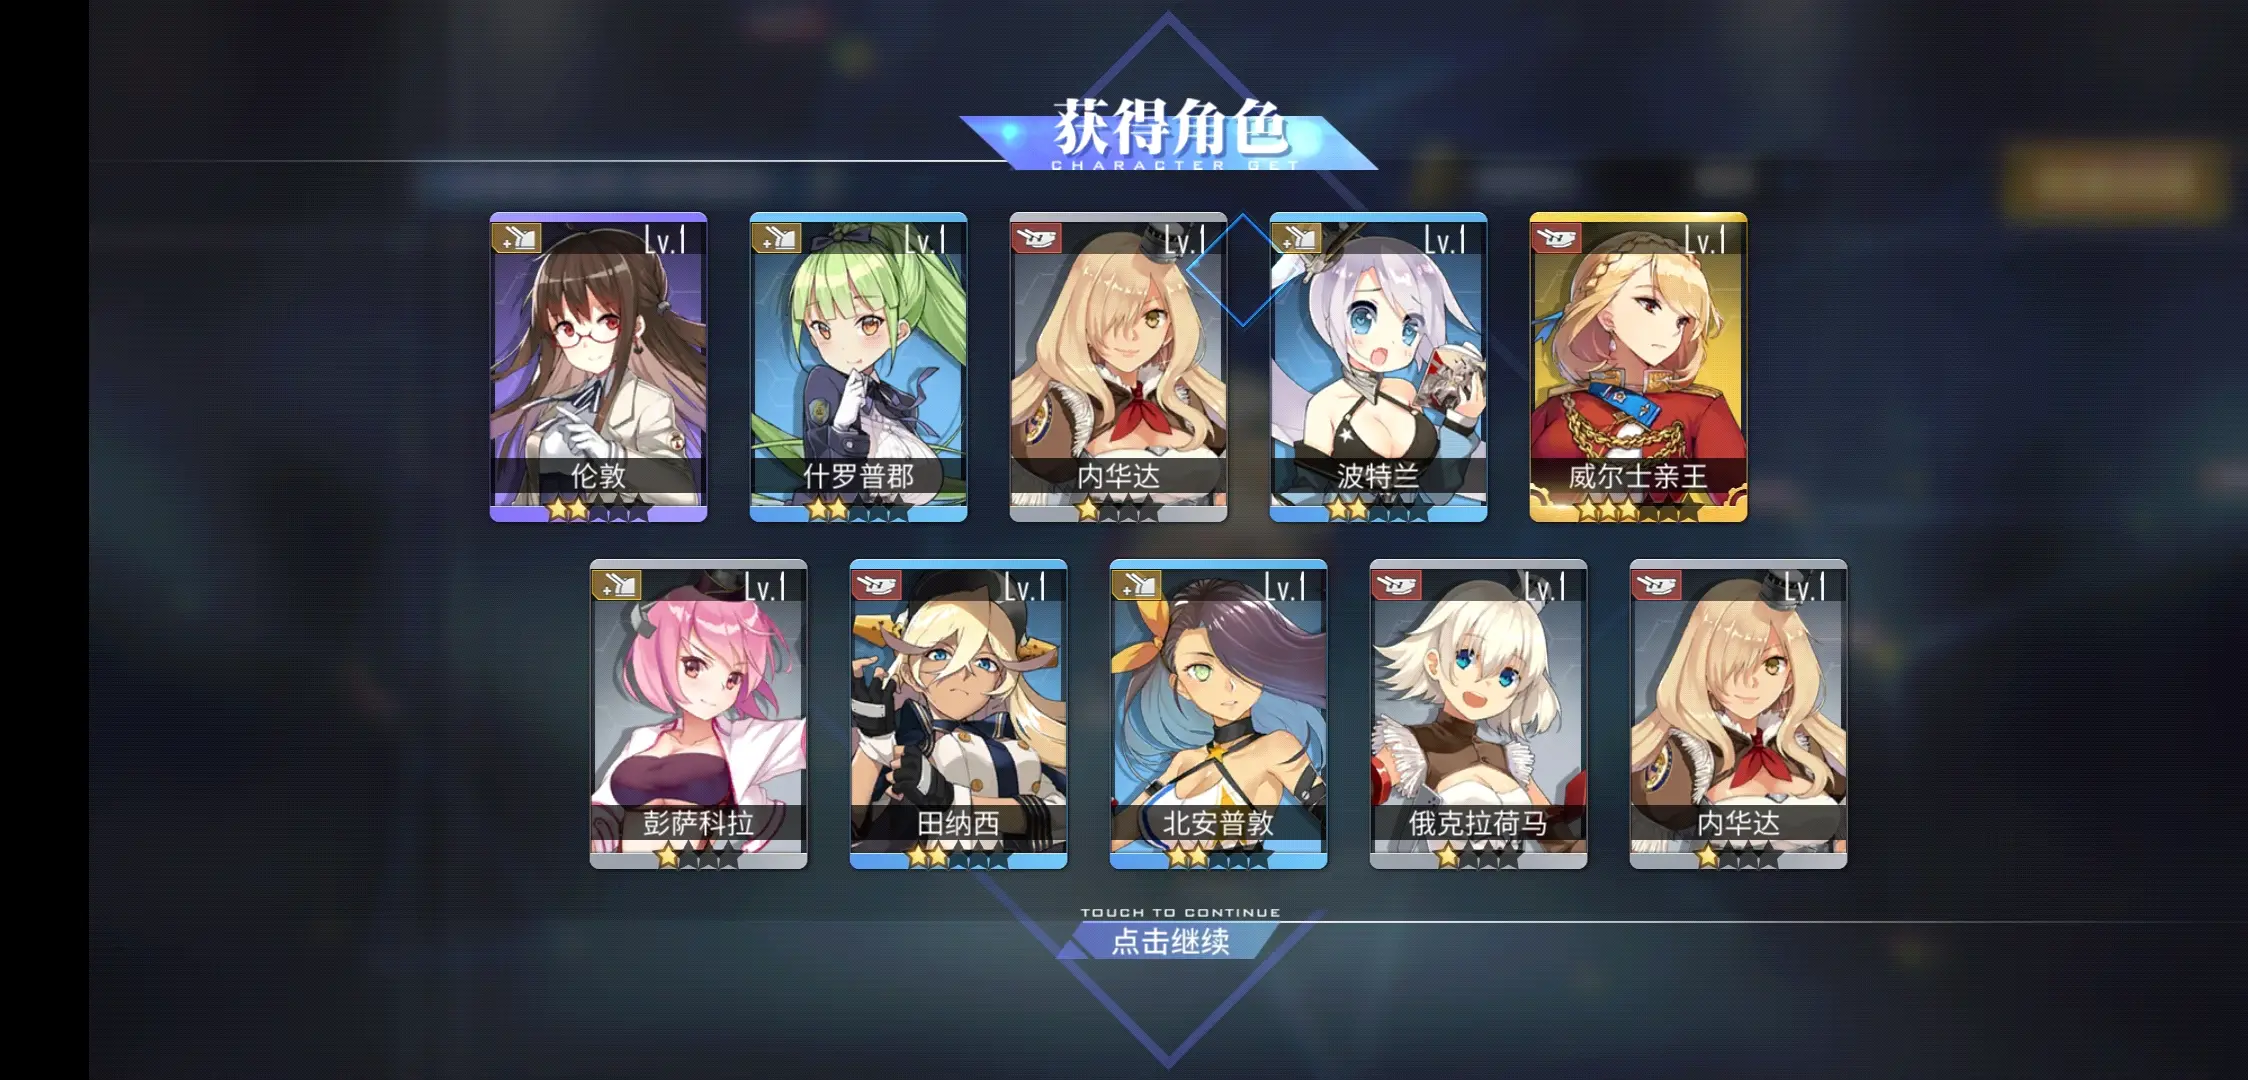 获得角色
CHARACTER GET
Lv.1
Lv.1
Lv.1
Lv.1
Lv.1
伦敦
什罗普郡
内华达
波特兰
威尔士亲王
Lv.1
Lv.1
Lv.1
Lv.1
Lv.1
彭萨科拉
田纳西
北安普敦
俄克拉荷马
内华达
TOUCH TO CONTINUE
点击继续